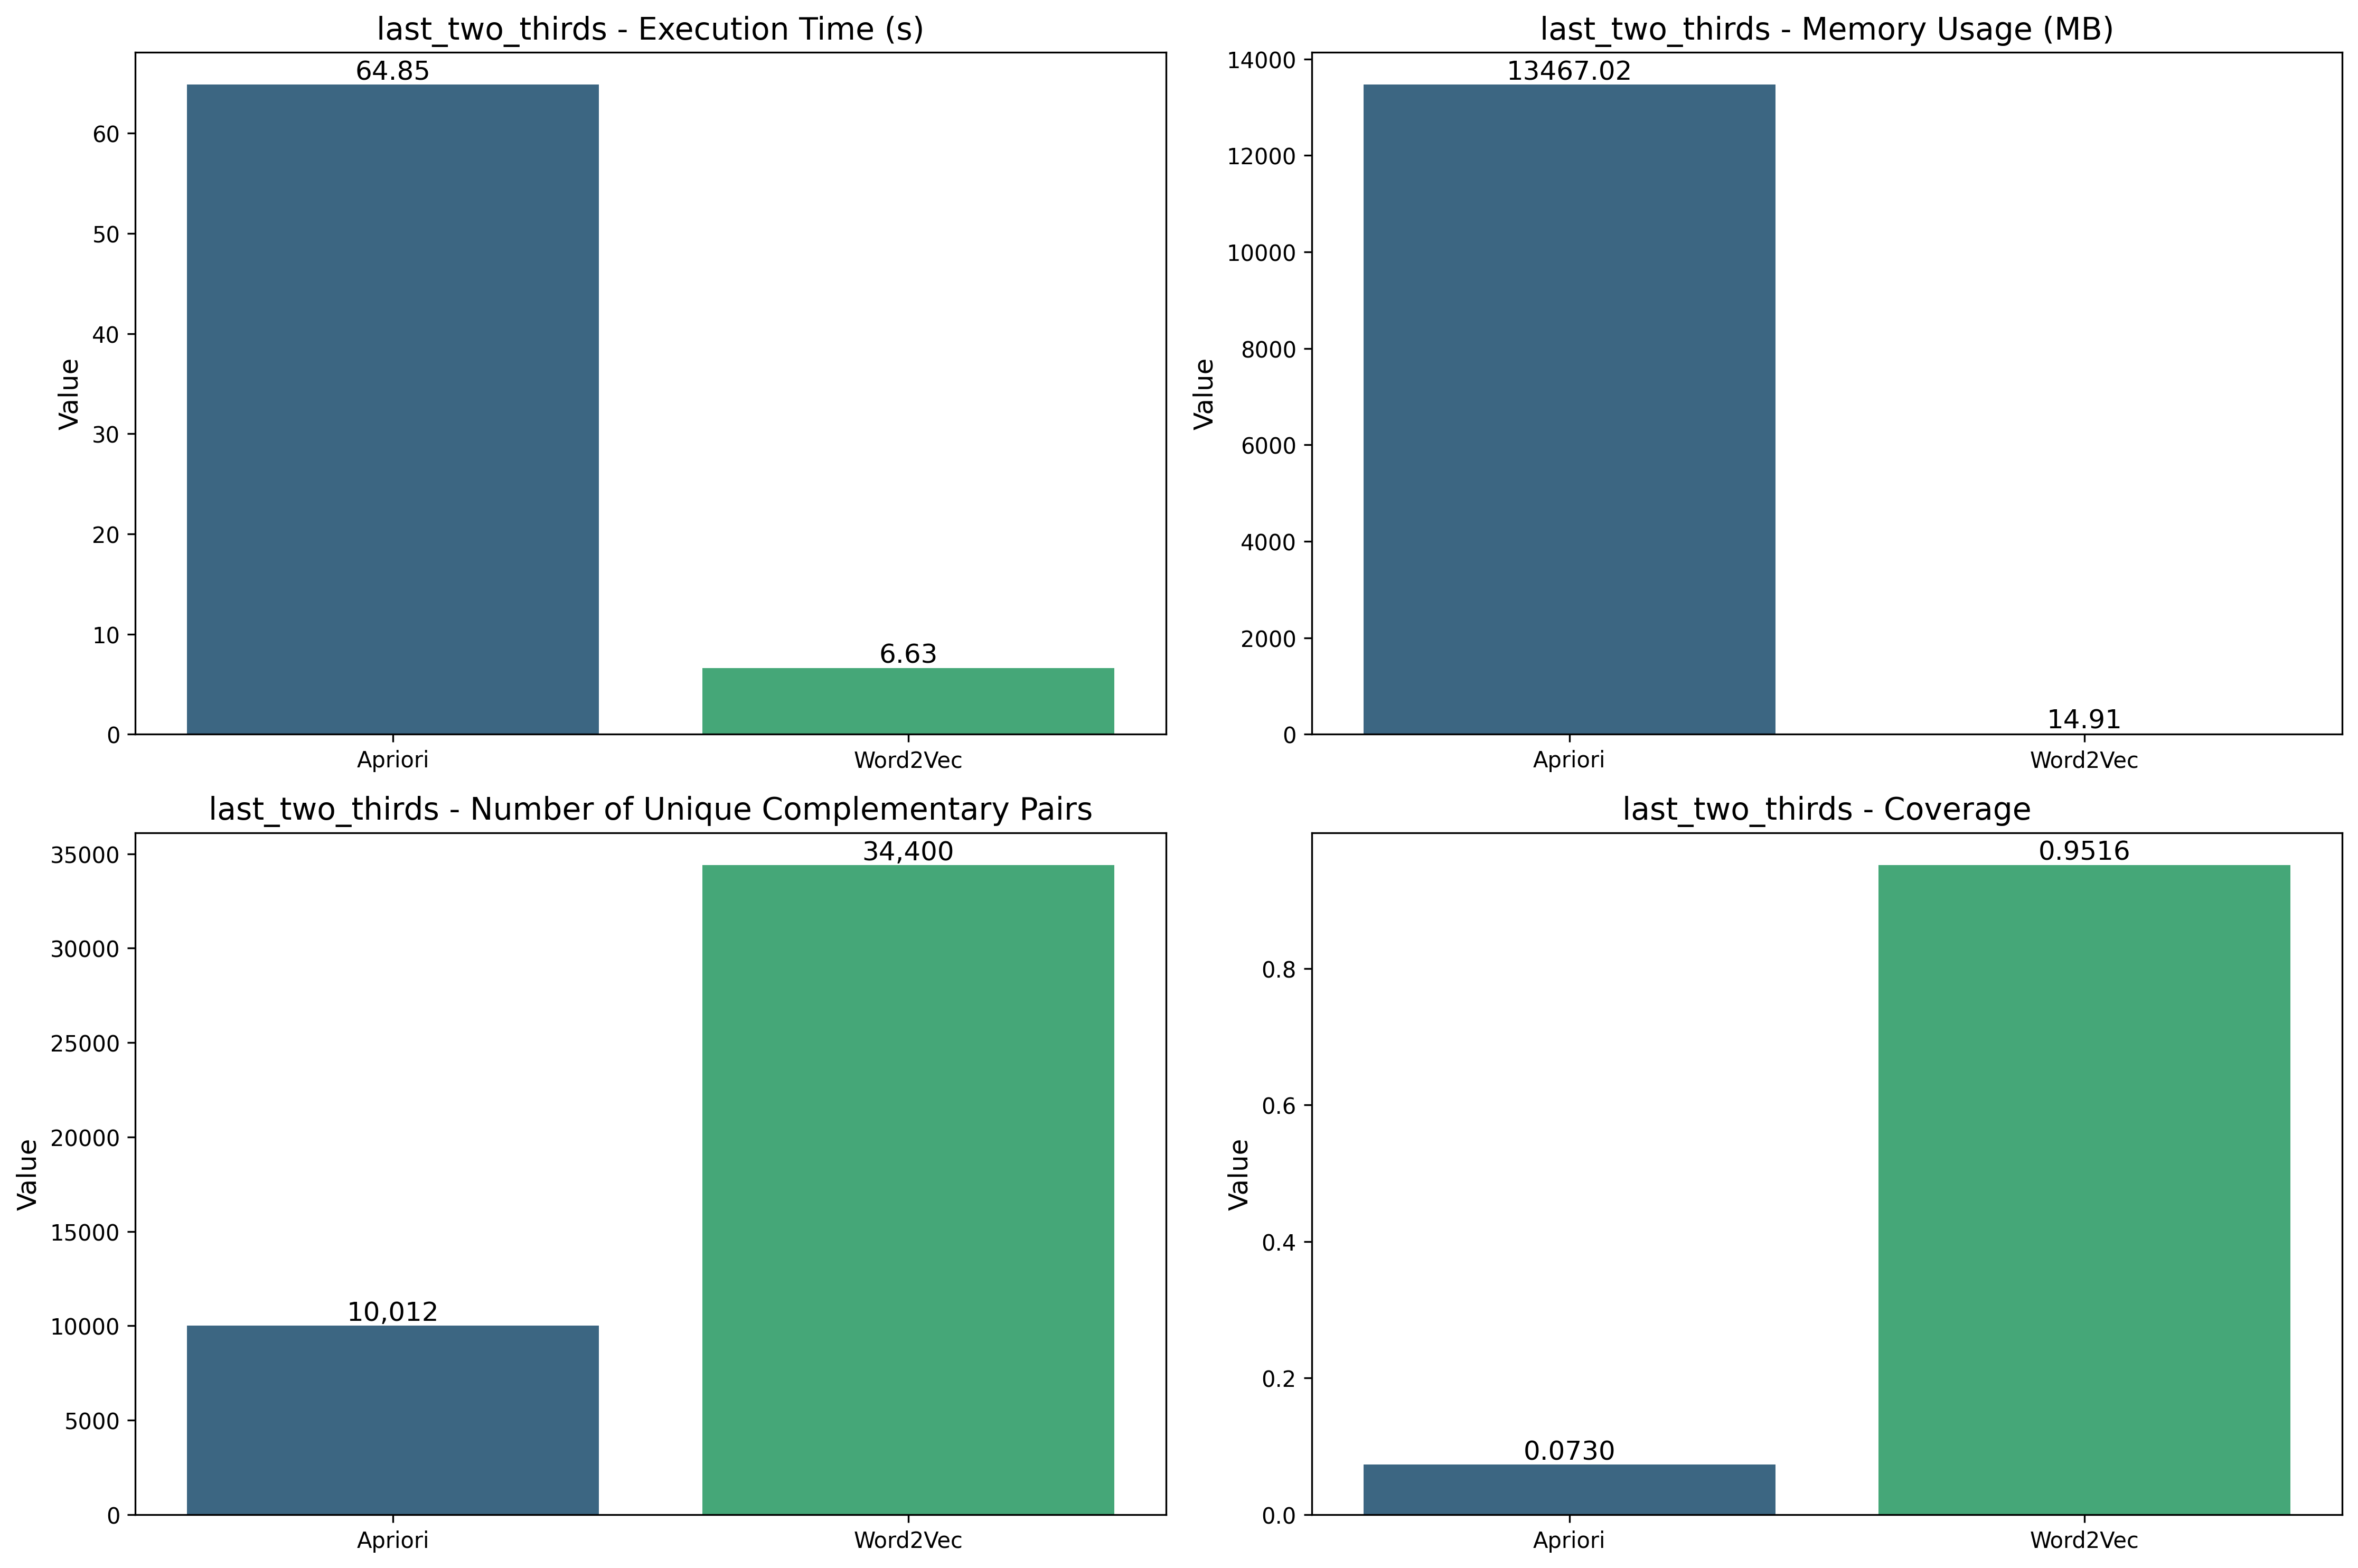 last_two_thirds - Execution Time (s)
64.85
60
50
40
30
20
10
0
Value
6.63
Apriori
Word2Vec
last_two_thirds - Memory Usage (MB)
14000
13467.02
12000
10000
8000
6000
4000
2000
0
Value
14.91
Apriori
Word2Vec
last_two_thirds - Number of Unique Complementary Pairs
35000
34,400
30000
25000
20000
15000
10000
5000
0
Value
10,012
Apriori
Word2Vec
last_two_thirds - Coverage
0.9516
0.8
0.6
0.4
0.2
0.0
Value
0.0730
Apriori
Word2Vec